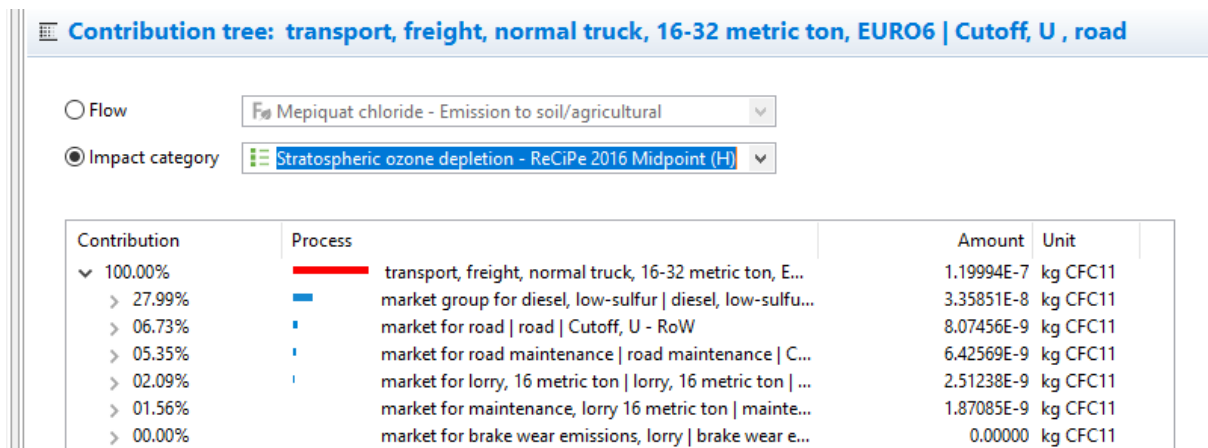 Contribution tree: transport, freight, normal truck, 16-32 metric ton, EURO6 | Cutoff, U , road
Flow Mepiquat chloride - Emission to soil/agricultural
Impact category Stratospheric ozone depletion - ReCiPe 2016 Midpoint (H)
Contribution Process Amount Unit
100.00% transport, freight, normal truck, 16-32 metric ton, E... 1.19994E-7 kg CFC11
27.99% market group for diesel, low-sulfur | diesel, low-sulfu... 3.35851E-8 kg CFC11
06.73% market for road | road | Cutoff, U - RoW 8.07456E-9 kg CFC11
05.35% market for road maintenance | road maintenance | C... 6.42569E-9 kg CFC11
02.09% market for lorry, 16 metric ton | lorry, 16 metric ton | ... 2.51238E-9 kg CFC11
01.56% market for maintenance, lorry 16 metric ton | mainte... 1.87085E-9 kg CFC11
00.00% market for brake wear emissions, lorry | brake wear e... 0.00000 kg CFC11